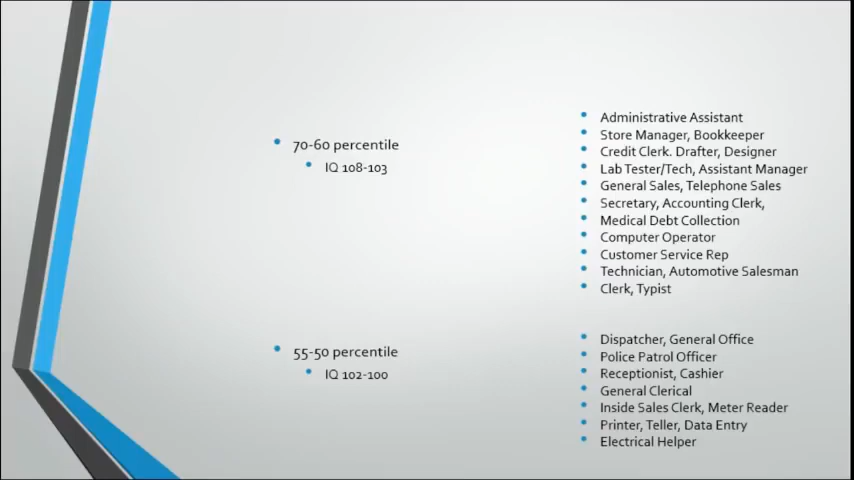 70-60 percentile
IQ 108-103
Administrative Assistant
Store Manager, Bookkeeper
Credit Clerk. Drafter, Designer
Lab Tester/Tech, Assistant Manager
General Sales, Telephone Sales
Secretary, Accounting Clerk,
Medical Debt Collection
Computer Operator
Customer Service Rep
Technician, Automotive Salesman
Clerk, Typist
55-50 percentile
IQ 102-100
Dispatcher, General Office
Police Patrol Officer
Receptionist, Cashier
General Clerical
Inside Sales Clerk, Meter Reader
Printer, Teller, Data Entry
Electrical Helper